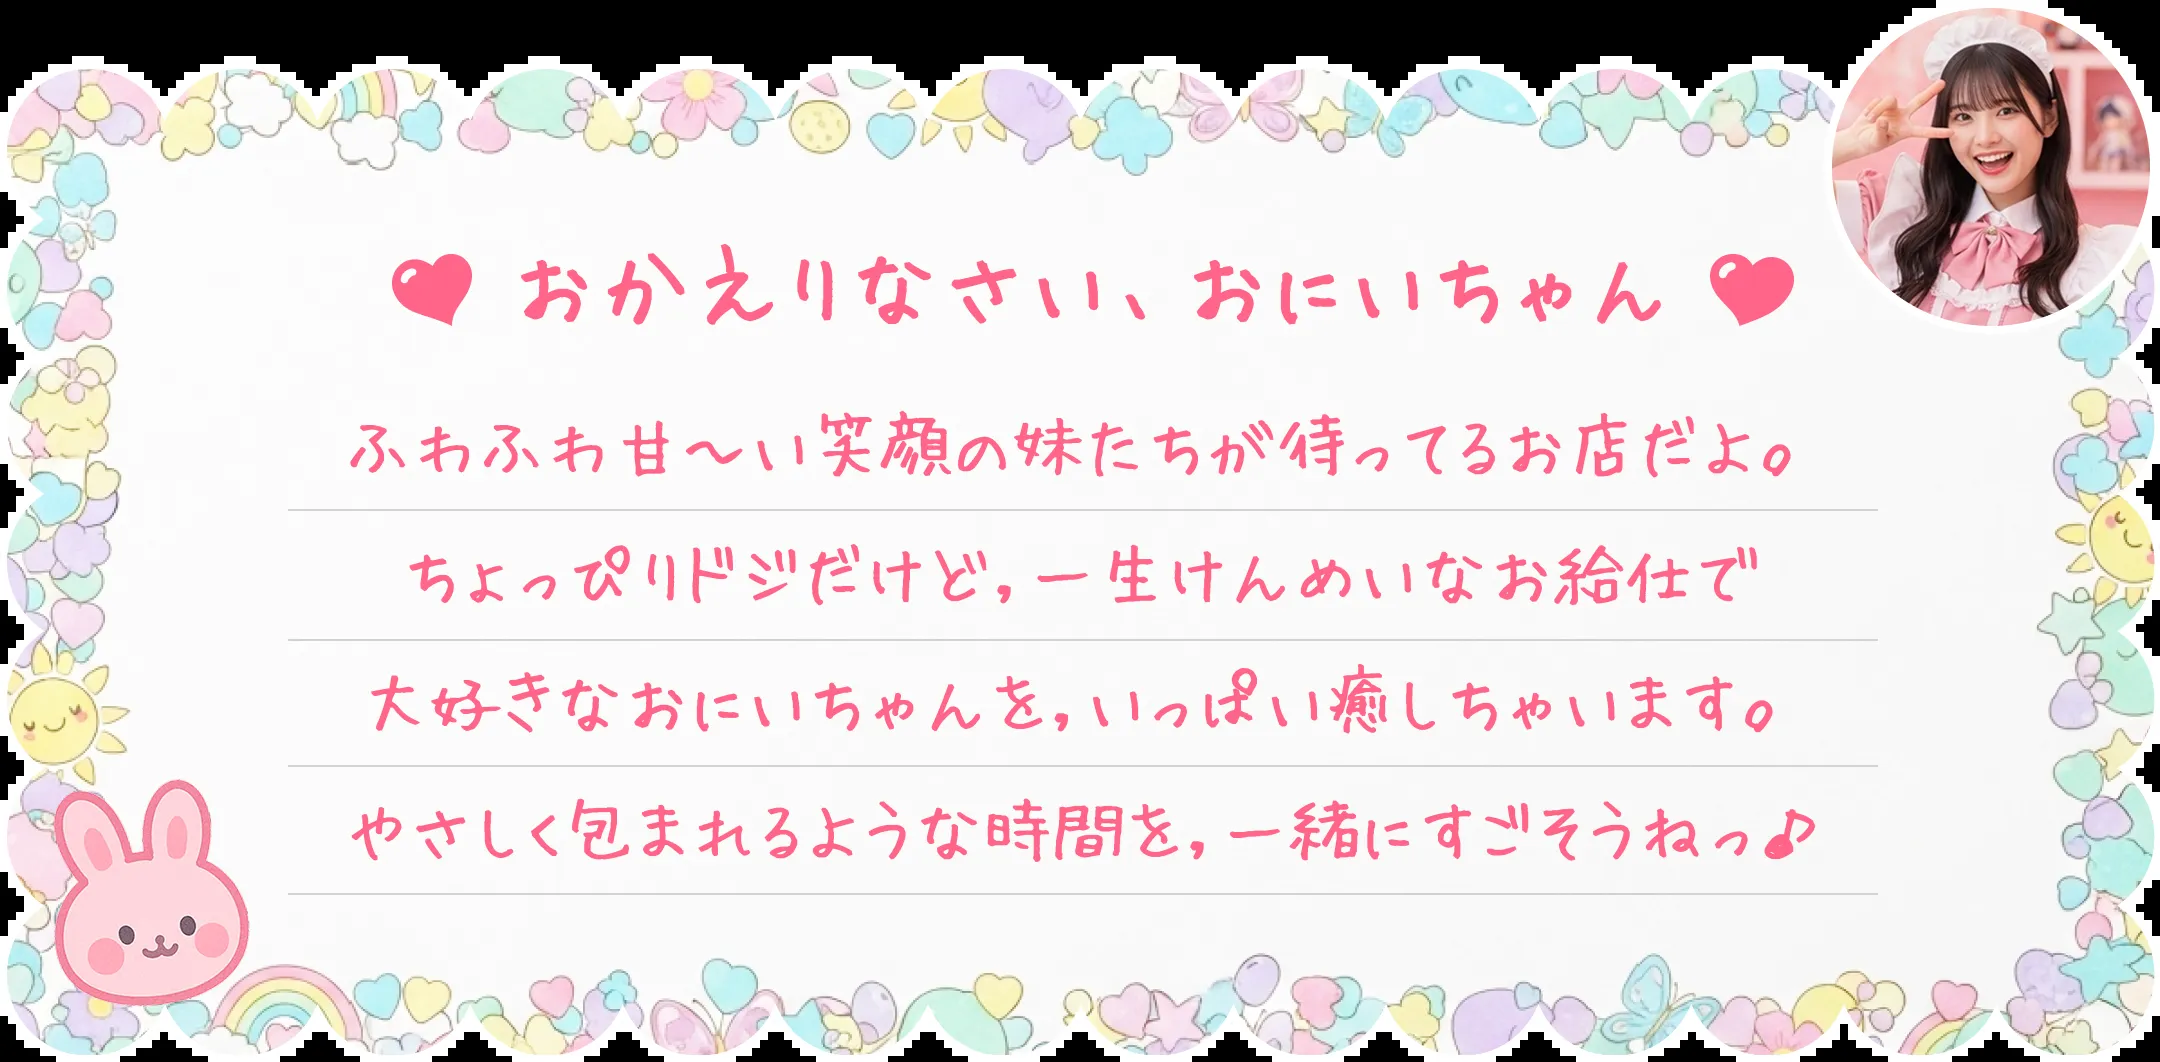 おかえりなさい、おにいちゃん
ふわふわ甘〜い笑顔の妹たちが待ってるお店だよ。
ちょっぴりドジだけど,一生けんめいなお給仕で
大好きなおにいちゃんを,いっぱい癒しちゃいます。
やさしく包まれるような時間を,一緒にすごそうねっ♪